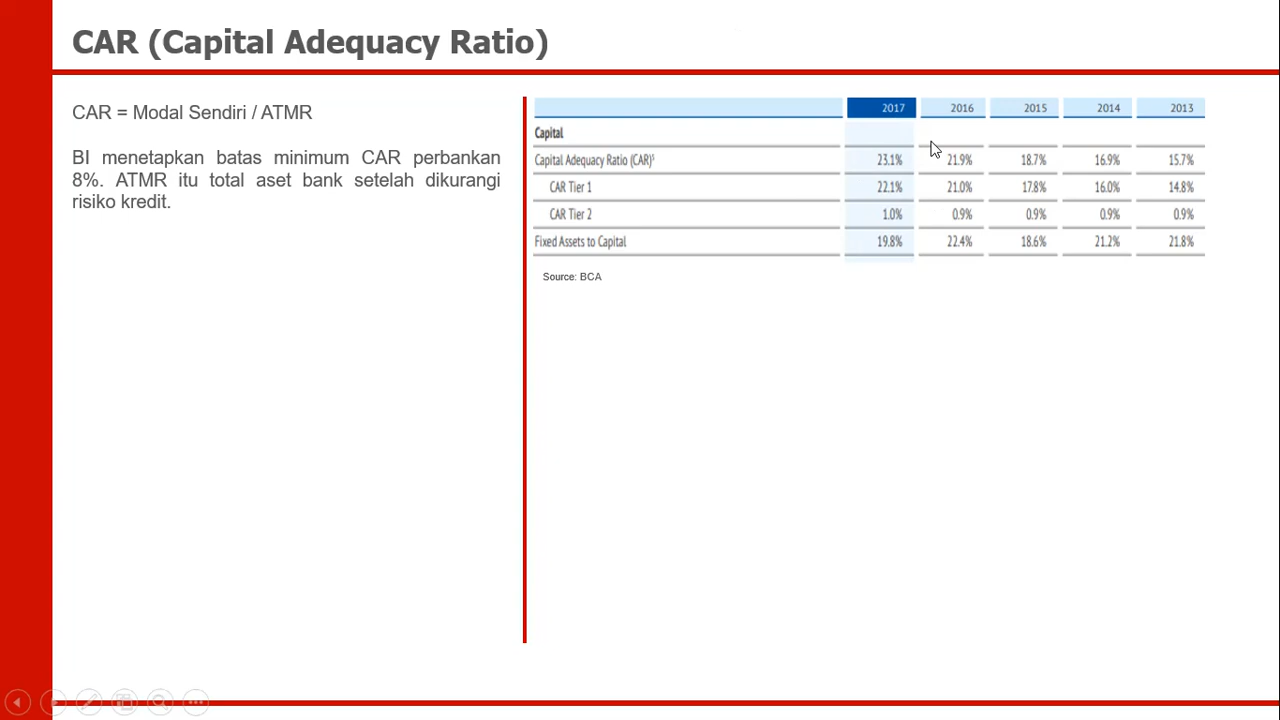 CAR (Capital Adequacy Ratio)
CAR = Modal Sendiri / ATMR
BI menetapkan batas minimum CAR perbankan
8%. ATMR itu total aset bank setelah dikurangi
risiko kredit.
2017 2016 2015 2014 2013
Capital
Capital Adequacy Ratio (CAR)⁵ 23.1% 21.9% 18.7% 16.9% 15.7%
CAR Tier 1 22.1% 21.0% 17.8% 16.0% 14.8%
CAR Tier 2 1.0% 0.9% 0.9% 0.9% 0.9%
Fixed Assets to Capital 19.8% 22.4% 18.6% 21.2% 21.8%
Source: BCA